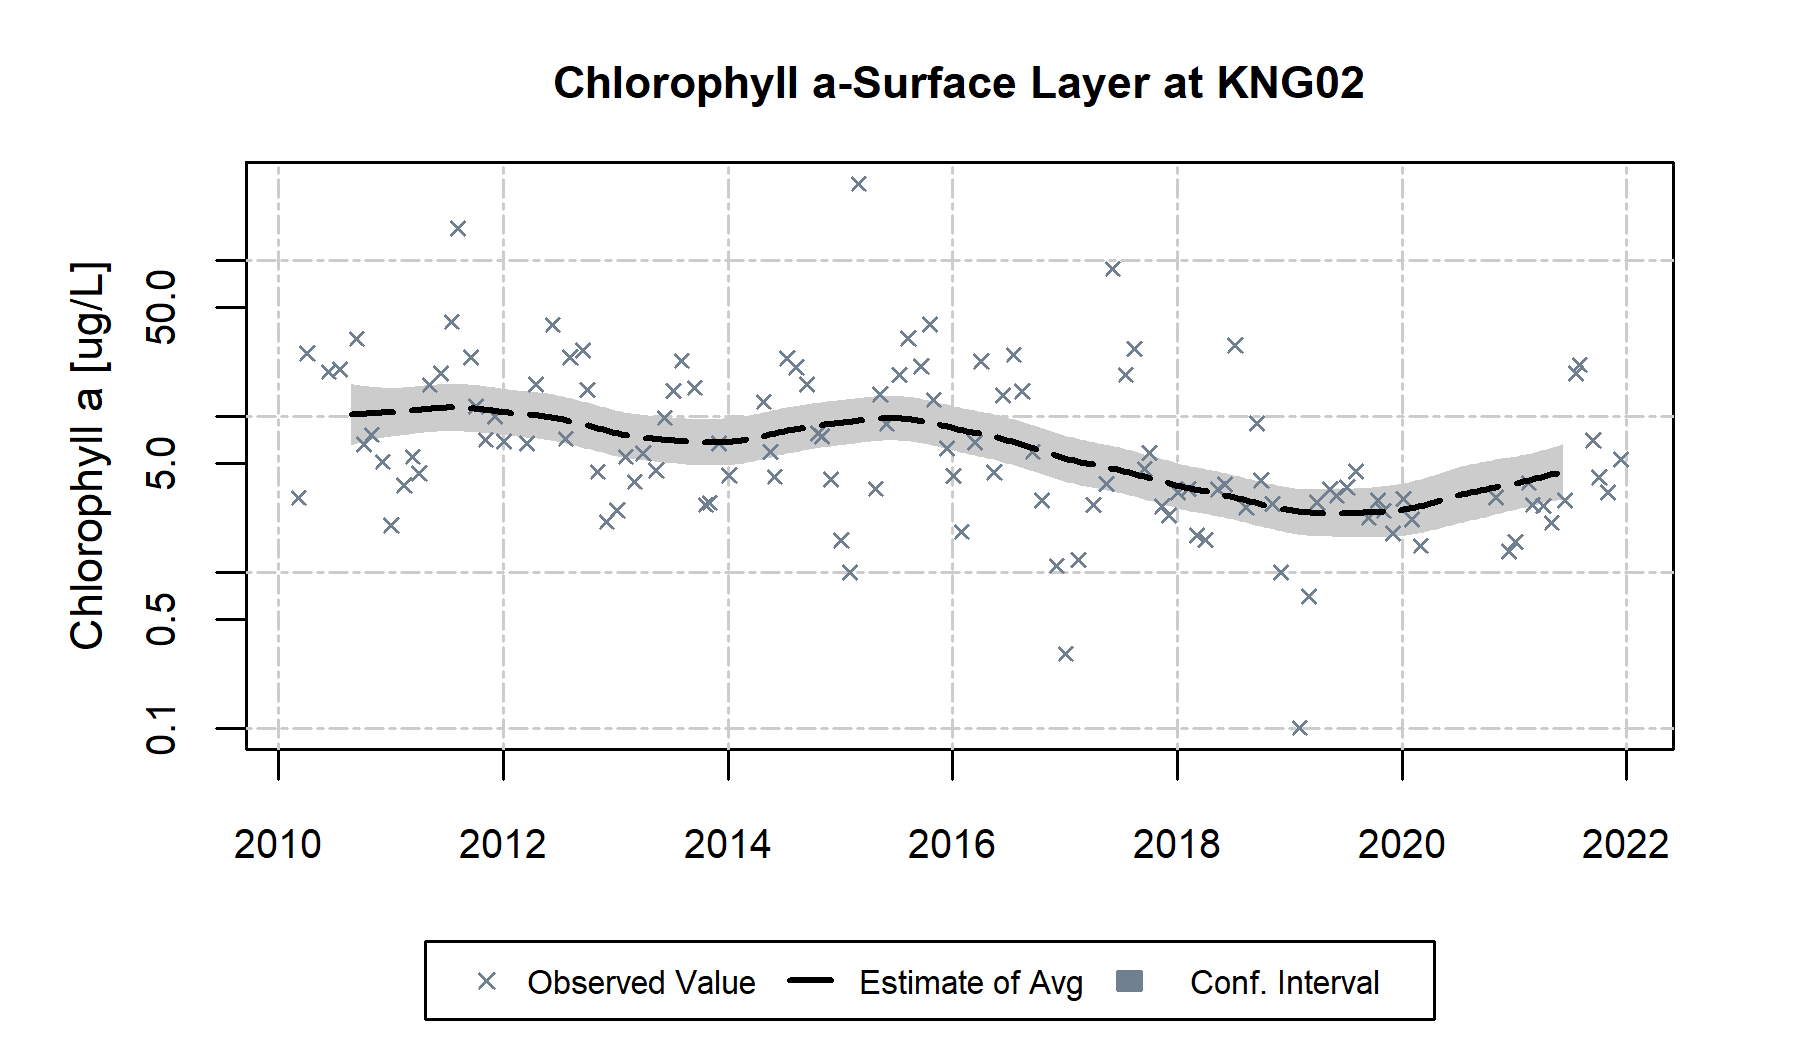 Chlorophyll a-Surface Layer at KNG02
Chlorophyll a [ug/L]
50.0
5.0
0.5
0.1
2010 2012 2014 2016 2018 2020 2022
Observed Value Estimate of Avg Conf. Interval